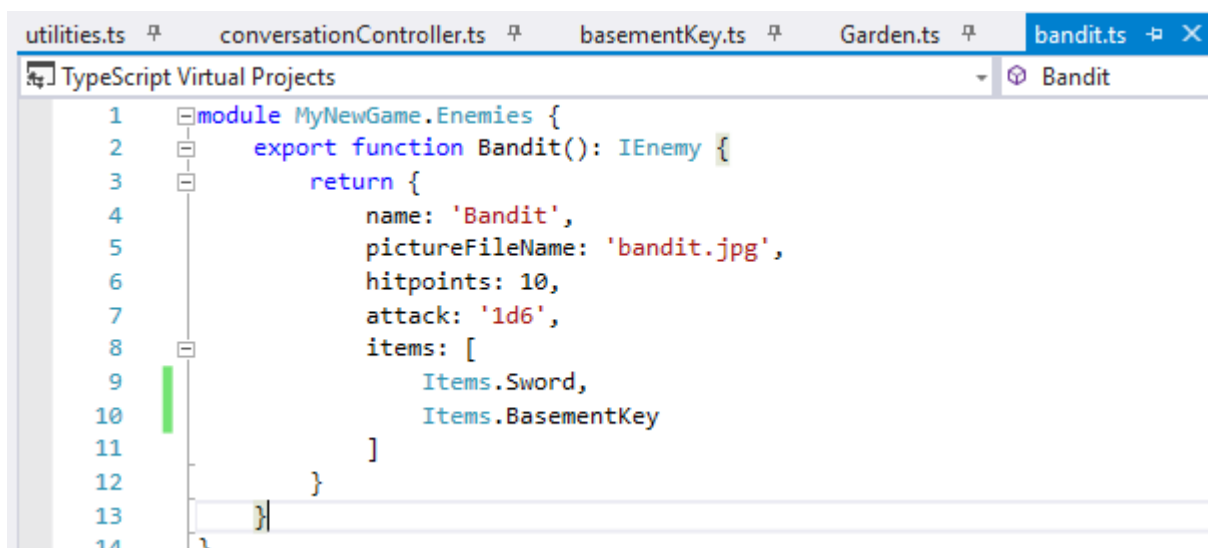 utilities.ts conversationController.ts basementKey.ts Garden.ts bandit.ts
TypeScript Virtual Projects Bandit
1 module MyNewGame.Enemies {
2 export function Bandit(): IEnemy {
3 return {
4 name: 'Bandit',
5 pictureFileName: 'bandit.jpg',
6 hitpoints: 10,
7 attack: '1d6',
8 items: [
9 Items.Sword,
10 Items.BasementKey
11 ]
12 }
13 }
14 }